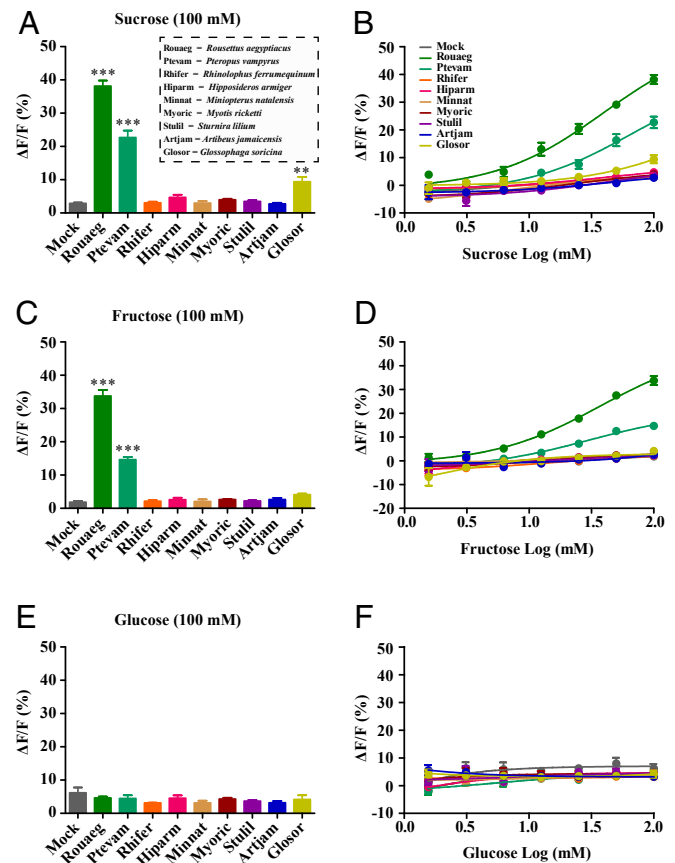 A
Sucrose (100 mM)
ΔF/F (%)
50
40
30
20
10
0
***
***
**
Rouaeg – Rousettus aegyptiacus
Ptevam – Pteropus vampyrus
Rhifer – Rhinolophus ferrumequinum
Hiparm – Hipposideros armiger
Minnat – Miniopterus natalensis
Myoric – Myotis ricketti
Stulil – Sturnira lilium
Artjam – Artibeus jamaicensis
Glosor – Glossophaga soricina
Mock
Rouaeg
Ptevam
Rhifer
Hiparm
Minnat
Myoric
Stulil
Artjam
Glosor
B
ΔF/F (%)
50
40
30
20
10
0
-10
Mock
Rouaeg
Ptevam
Rhifer
Hiparm
Minnat
Myoric
Stulil
Artjam
Glosor
0.0 0.5 1.0 1.5 2.0
Sucrose Log (mM)
C
Fructose (100 mM)
ΔF/F (%)
50
40
30
20
10
0
***
***
Mock
Rouaeg
Ptevam
Rhifer
Hiparm
Minnat
Myoric
Stulil
Artjam
Glosor
D
ΔF/F (%)
50
40
30
20
10
0
-10
-20
0.0 0.5 1.0 1.5 2.0
Fructose Log (mM)
E
Glucose (100 mM)
ΔF/F (%)
50
40
30
20
10
0
Mock
Rouaeg
Ptevam
Rhifer
Hiparm
Minnat
Myoric
Stulil
Artjam
Glosor
F
ΔF/F (%)
50
40
30
20
10
0
-10
0.0 0.5 1.0 1.5 2.0
Glucose Log (mM)